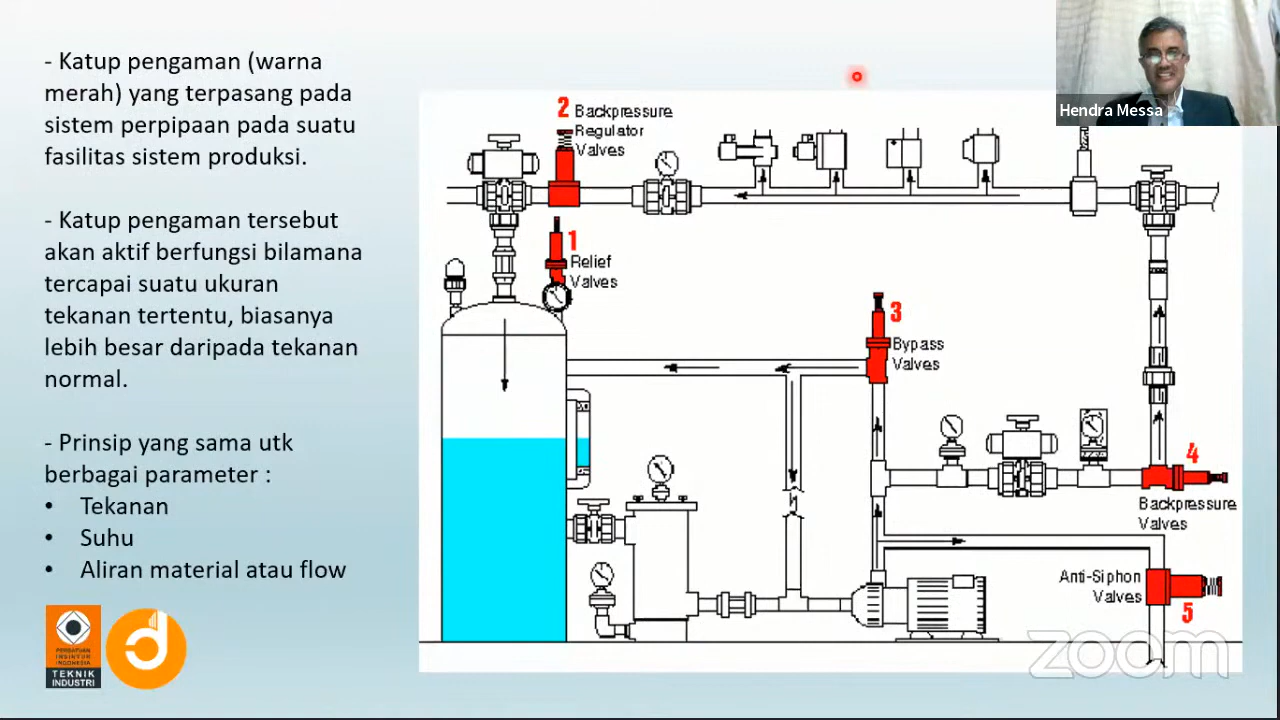 - Katup pengaman (warna
merah) yang terpasang pada
sistem perpipaan pada suatu
fasilitas sistem produksi.
- Katup pengaman tersebut
akan aktif berfungsi bilamana
tercapai suatu ukuran
tekanan tertentu, biasanya
lebih besar daripada tekanan
normal.
- Prinsip yang sama utk
berbagai parameter :
• Tekanan
• Suhu
• Aliran material atau flow
PERSATUAN
INSINYUR
INDONESIA
TEKNIK
INDUSTRI
Hendra Messa
2 Backpressure
Regulator
Valves
1
Relief
Valves
3
Bypass
Valves
4
Backpressure
Valves
Anti-Siphon
Valves
5
zoom